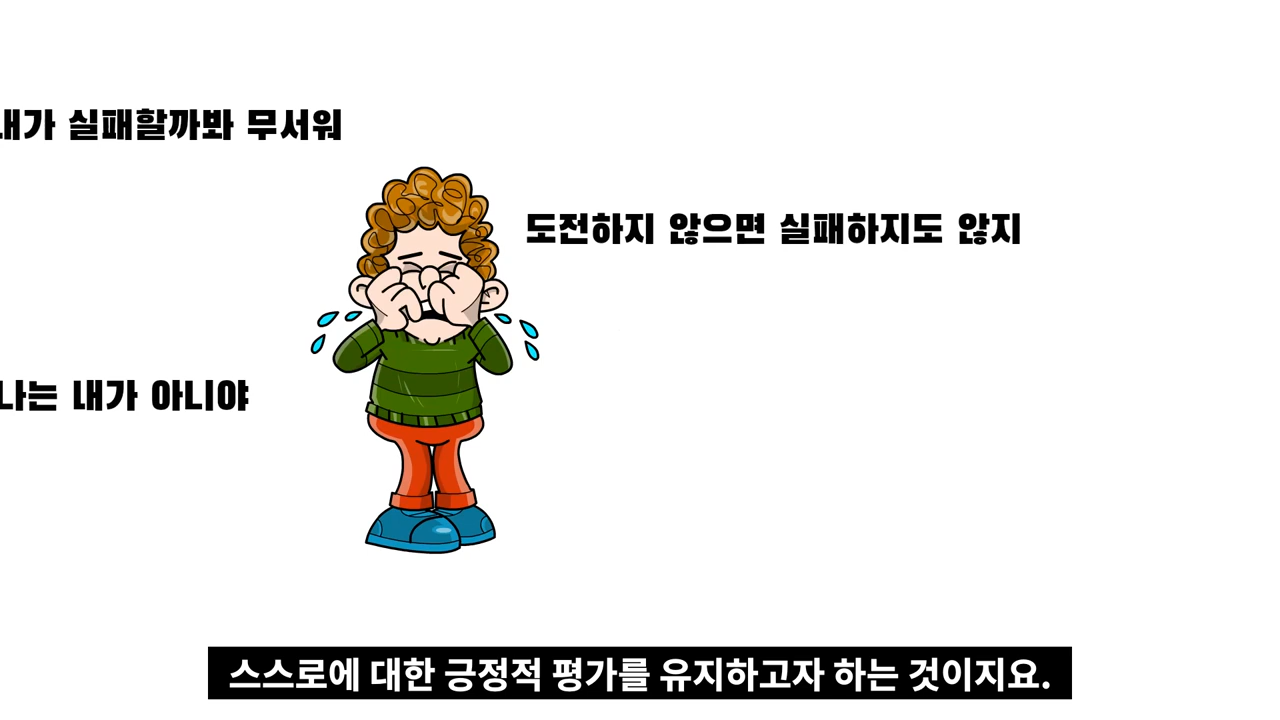 내가 실패할까봐 무서워
도전하지 않으면 실패하지도 않지
나는 내가 아니야
스스로에 대한 긍정적 평가를 유지하고자 하는 것이지요.